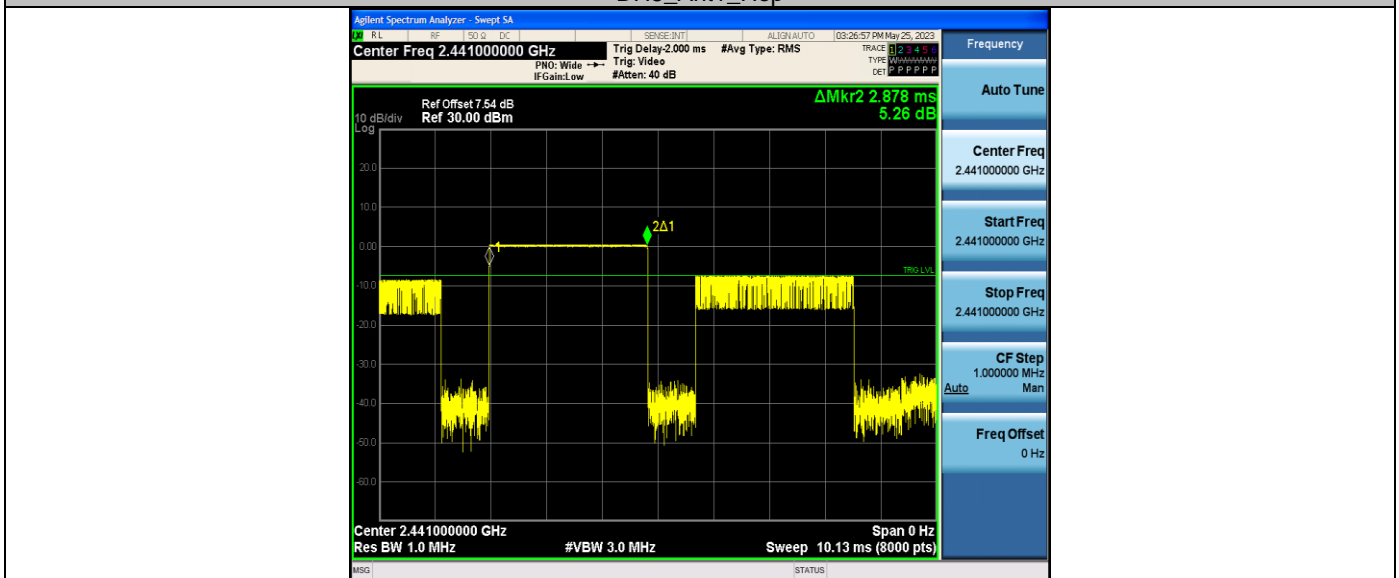 Agilent Spectrum Analyzer - Swept SA
RL RF 50 Ω DC SENSE:INT ALIGN AUTO 03:26:57 PM May 25, 2023
Center Freq 2.441000000 GHz
PNO: Wide
IFGain:Low
Trig Delay-2.000 ms
Trig: Video
#Atten: 40 dB
#Avg Type: RMS
TRACE 1 2 3 4 5 6
TYPE
DET P P P P P P
ΔMkr2 2.878 ms
5.26 dB
Ref Offset 7.54 dB
10 dB/div Ref 30.00 dBm
Log
20.0
10.0
0.00
-10.0
-20.0
-30.0
-40.0
-50.0
-60.0
1
2Δ1
TRIG LVL
Center 2.441000000 GHz Span 0 Hz
Res BW 1.0 MHz #VBW 3.0 MHz Sweep 10.13 ms (8000 pts)
MSG STATUS
Frequency
Auto Tune
Center Freq
2.441000000 GHz
Start Freq
2.441000000 GHz
Stop Freq
2.441000000 GHz
CF Step
1.000000 MHz
Auto Man
Freq Offset
0 Hz